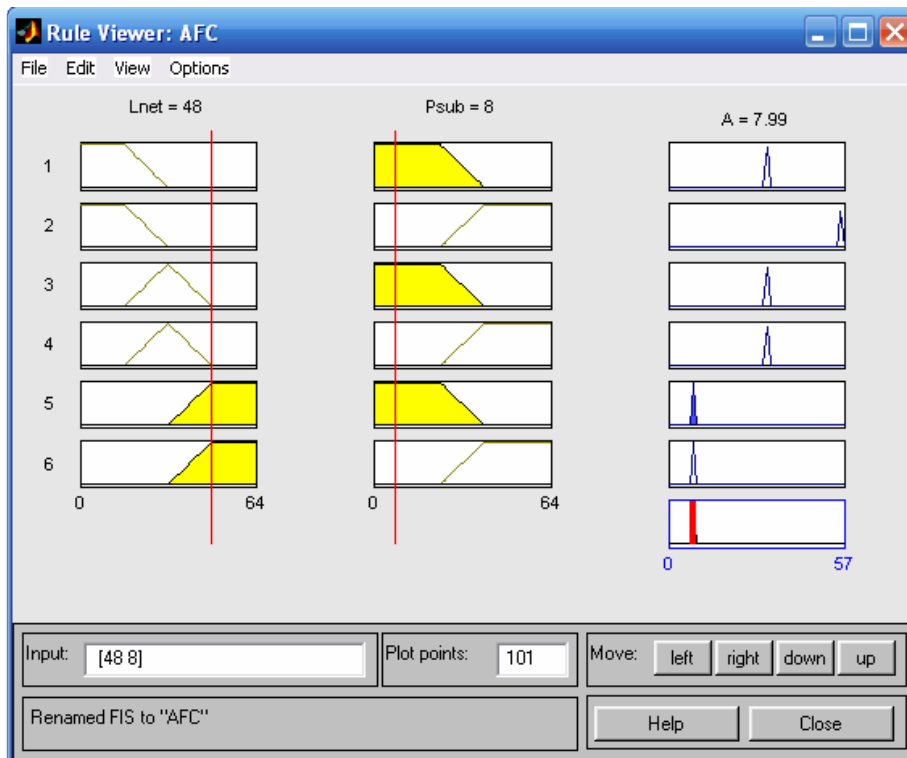 Rule Viewer: AFC
File Edit View Options
Lnet = 48
Psub = 8
A = 7.99
1
2
3
4
5
6
0 64
0 64
0 57
Input: [48 8]
Plot points: 101
Move: left right down up
Renamed FIS to "AFC"
Help Close